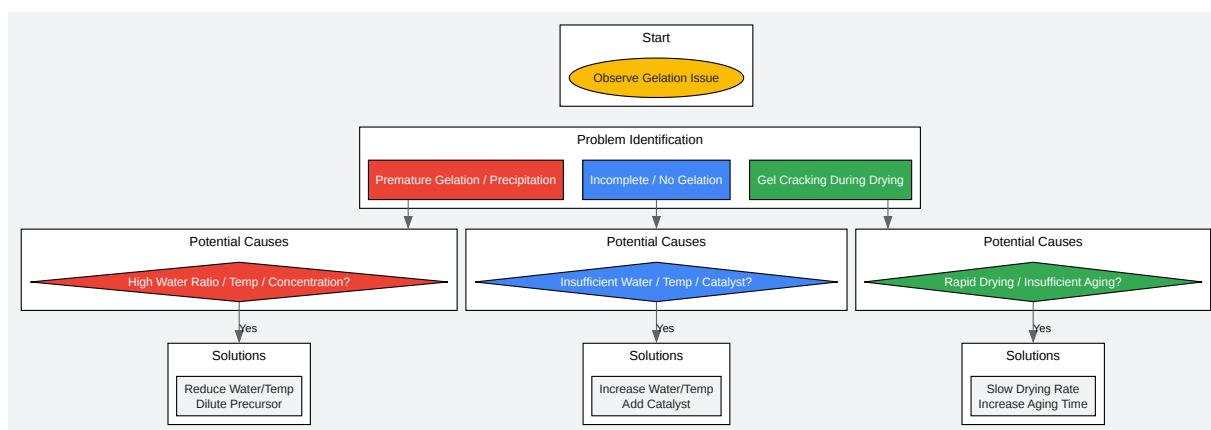 Start
Observe Gelation Issue
Problem Identification
Premature Gelation / Precipitation
Incomplete / No Gelation
Gel Cracking During Drying
Potential Causes
High Water Ratio / Temp / Concentration?
Potential Causes
Insufficient Water / Temp / Catalyst?
Potential Causes
Rapid Drying / Insufficient Aging?
Yes
Yes
Yes
Solutions
Reduce Water/Temp
Dilute Precursor
Solutions
Increase Water/Temp
Add Catalyst
Solutions
Slow Drying Rate
Increase Aging Time